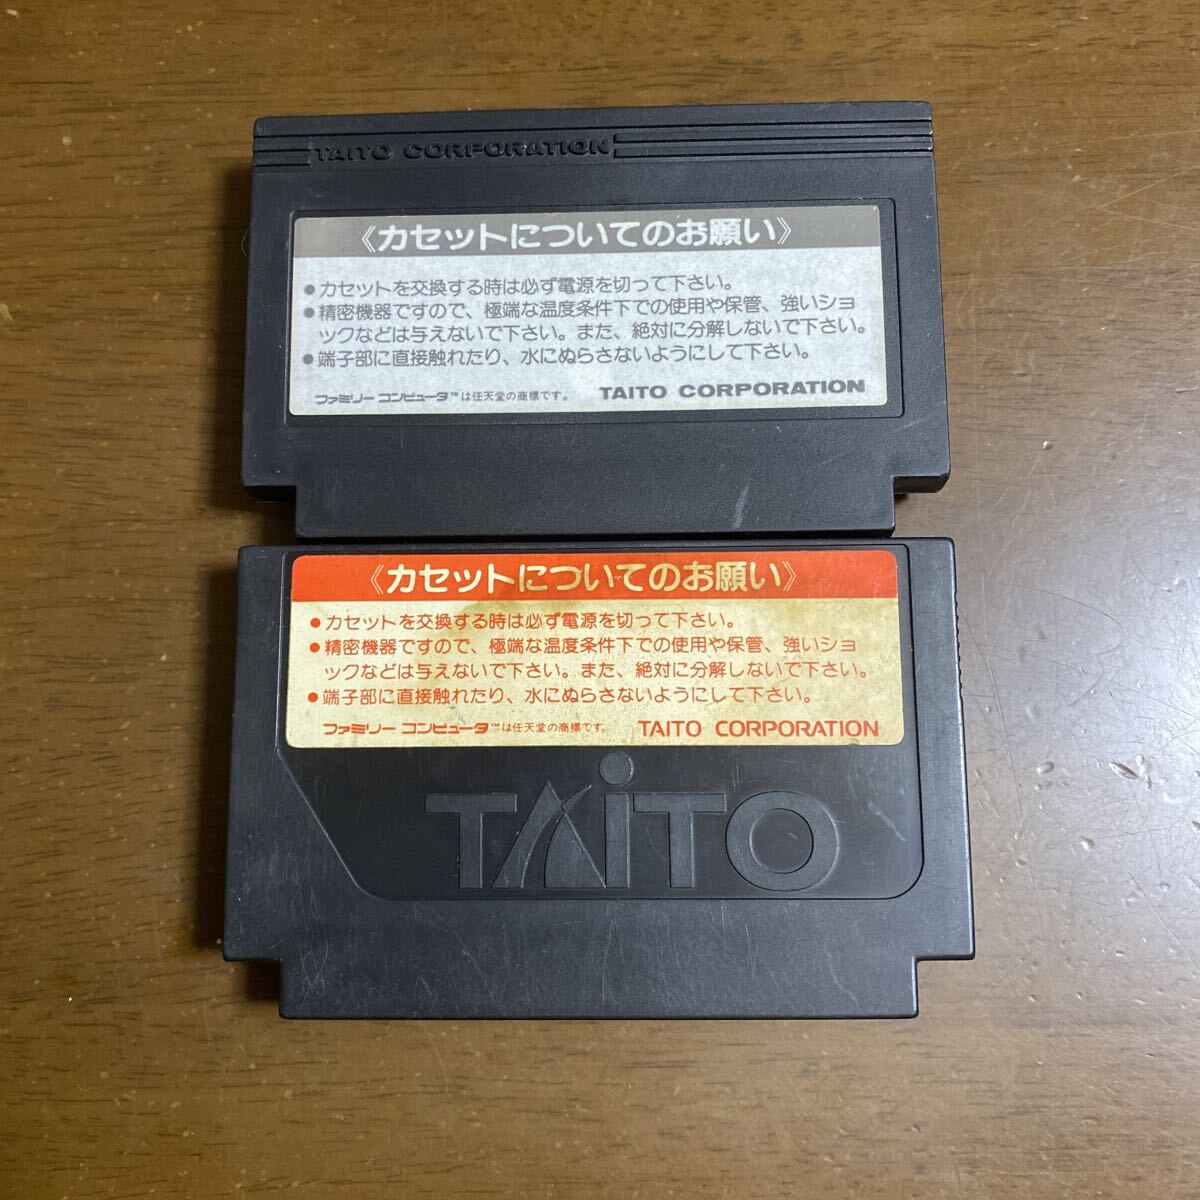 TAITO CORPORATION
《カセットについてのお願い》
●カセットを交換する時は必ず電源を切って下さい。
●精密機器ですので、極端な温度条件下での使用や保管、強いショ
ックなどは与えないで下さい。また、絶対に分解しないで下さい。
●端子部に直接触れたり、水にぬらさないようにして下さい。
ファミリーコンピュータ™は任天堂の商標です。 TAITO CORPORATION
《カセットについてのお願い》
●カセットを交換する時は必ず電源を切って下さい。
●精密機器ですので、極端な温度条件下での使用や保管、強いショ
ックなどは与えないで下さい。また、絶対に分解しないで下さい。
●端子部に直接触れたり、水にぬらさないようにして下さい。
ファミリーコンピュータ™は任天堂の商標です。 TAITO CORPORATION
TAiTO